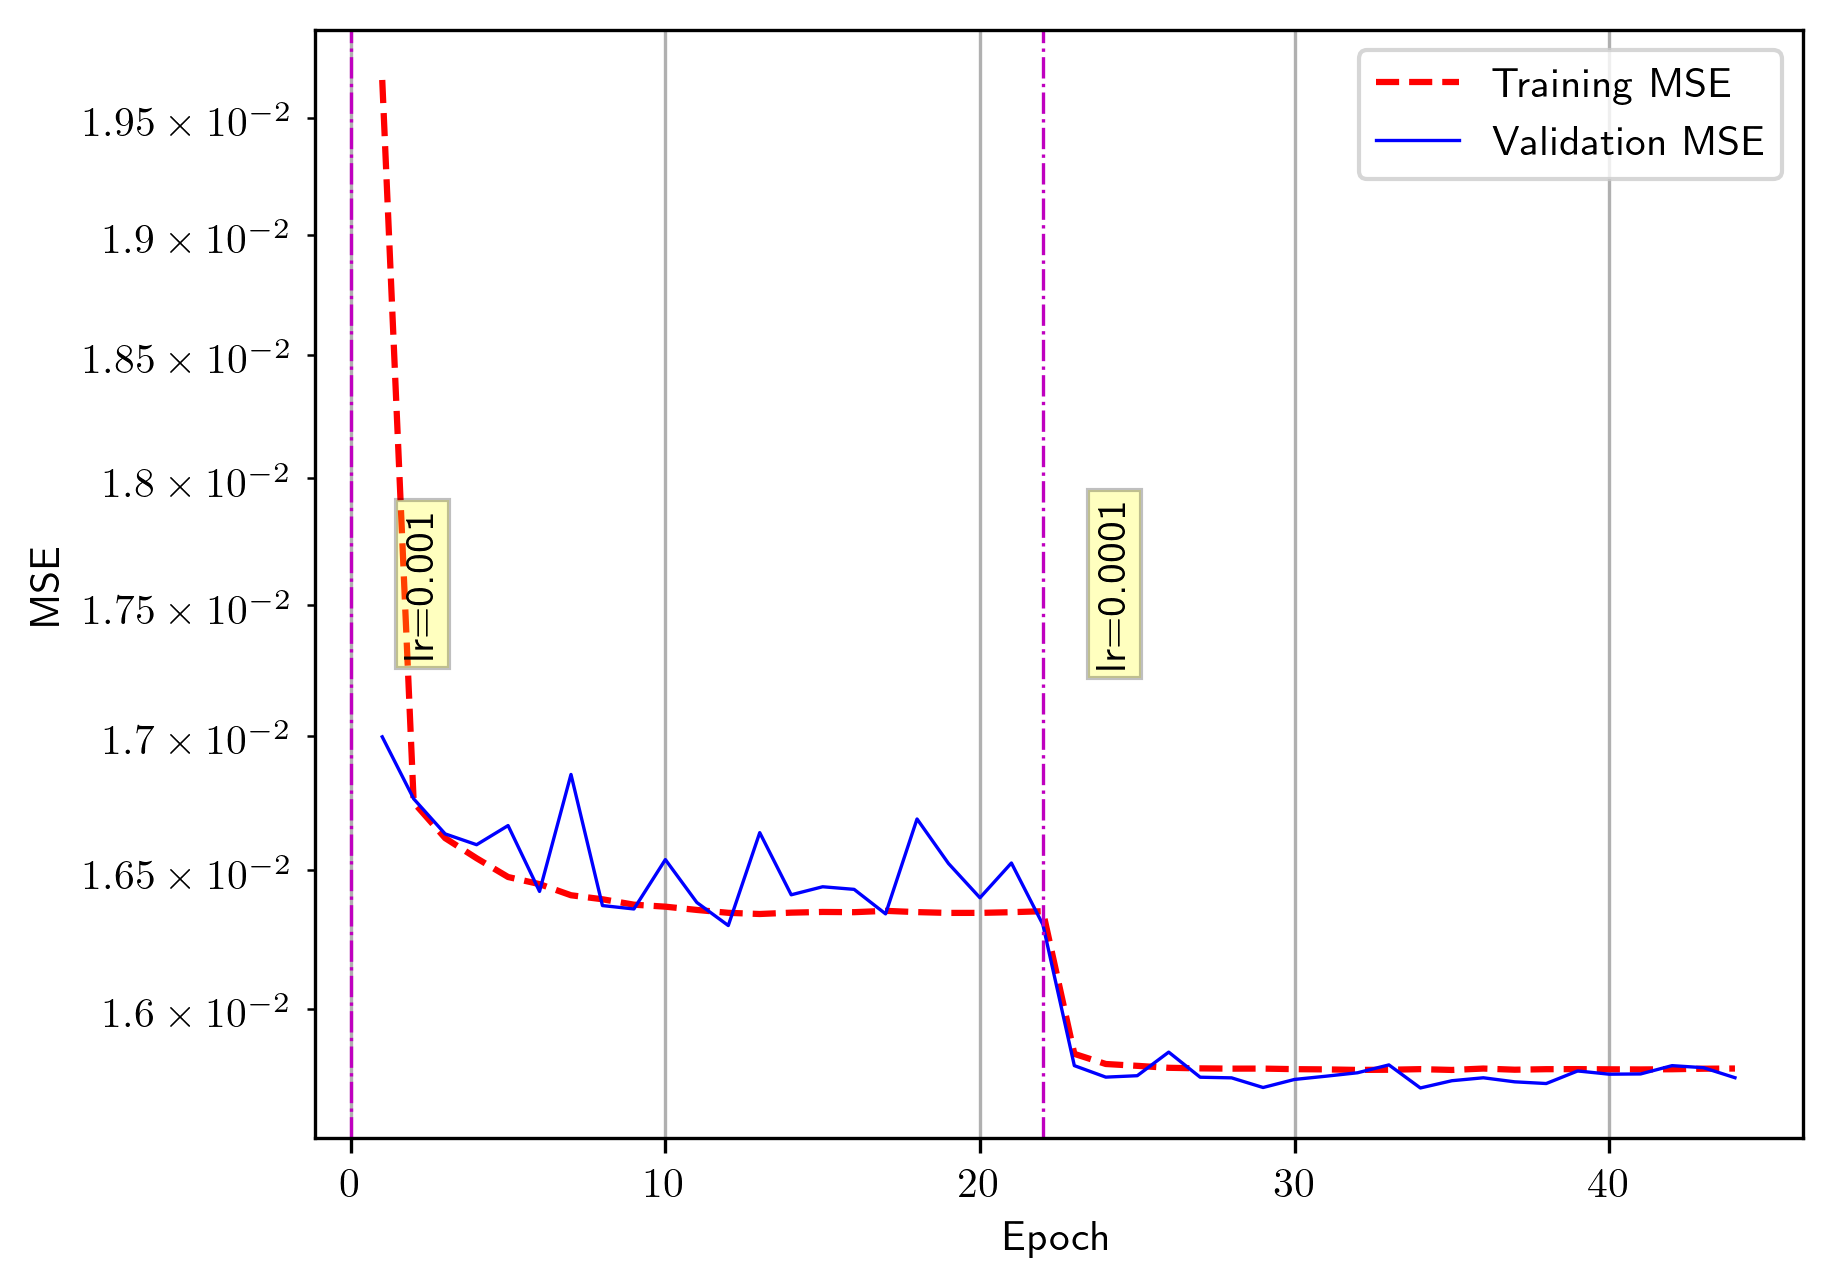 Training MSE
Validation MSE
1.95 × 10⁻²
1.9 × 10⁻²
1.85 × 10⁻²
1.8 × 10⁻²
1.75 × 10⁻²
1.7 × 10⁻²
1.65 × 10⁻²
1.6 × 10⁻²
MSE
lr=0.001
lr=0.0001
0 10 20 30 40
Epoch